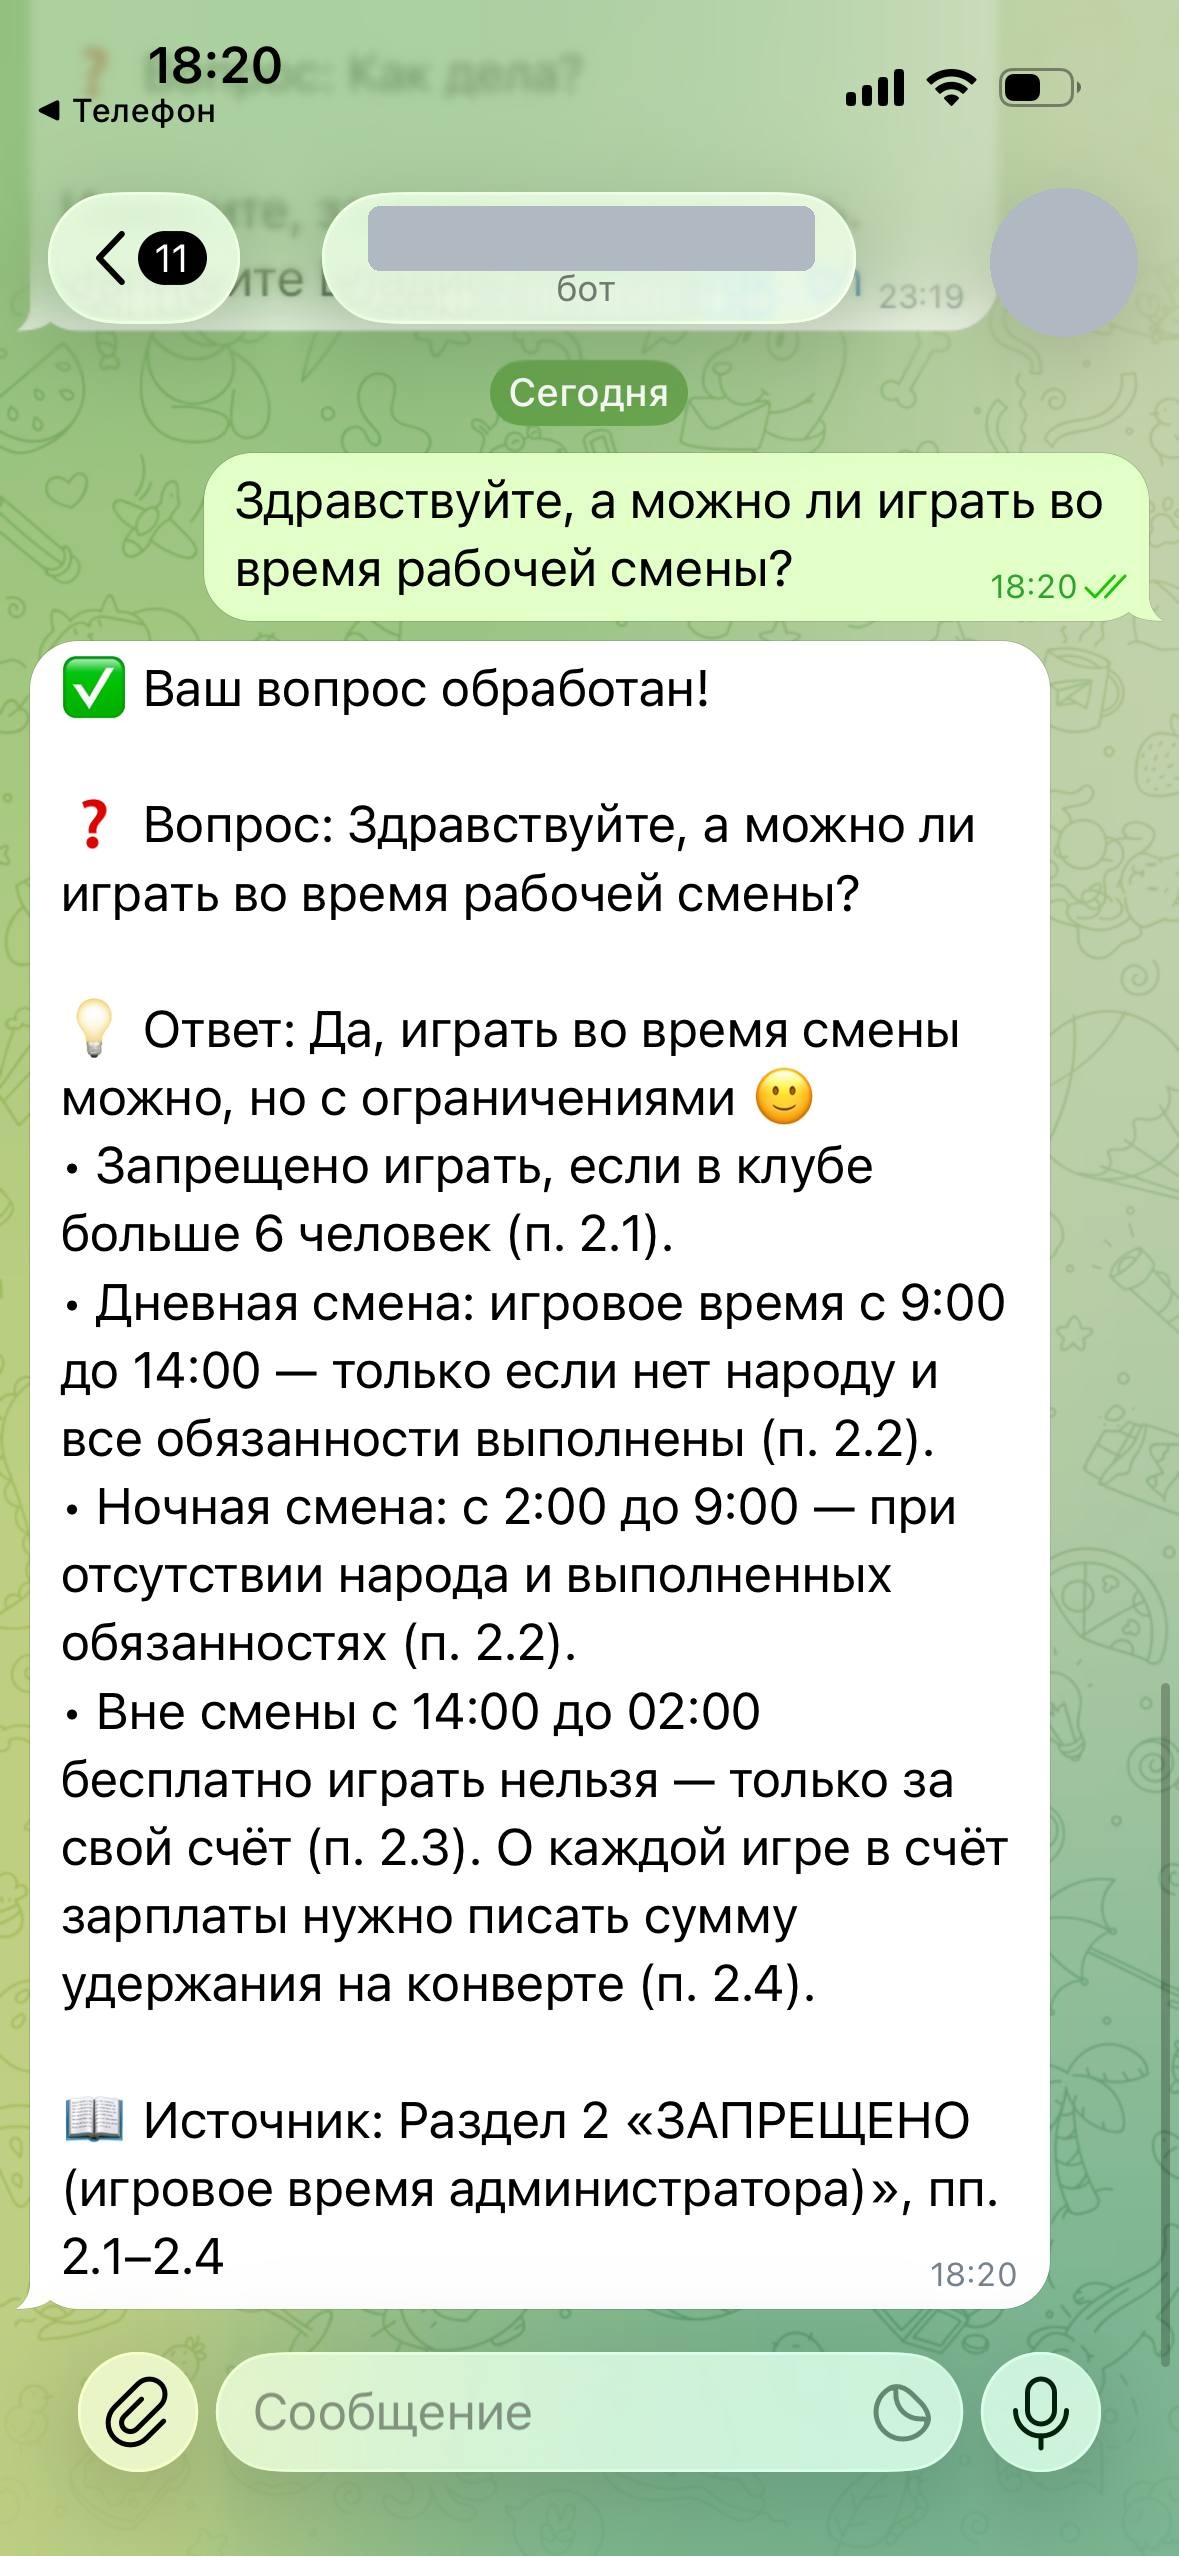 18:20
Телефон
с: Как дела?
11
бот
23:19
Сегодня
Здравствуйте, а можно ли играть во
время рабочей смены?
18:20
✅ Ваш вопрос обработан!
❓ Вопрос: Здравствуйте, а можно ли
играть во время рабочей смены?
💡 Ответ: Да, играть во время смены
можно, но с ограничениями 🙂
• Запрещено играть, если в клубе
больше 6 человек (п. 2.1).
• Дневная смена: игровое время с 9:00
до 14:00 — только если нет народу и
все обязанности выполнены (п. 2.2).
• Ночная смена: с 2:00 до 9:00 — при
отсутствии народа и выполненных
обязанностях (п. 2.2).
• Вне смены с 14:00 до 02:00
бесплатно играть нельзя — только за
свой счёт (п. 2.3). О каждой игре в счёт
зарплаты нужно писать сумму
удержания на конверте (п. 2.4).
📖 Источник: Раздел 2 «ЗАПРЕЩЕНО
(игровое время администратора)», пп.
2.1–2.4
18:20
Сообщение